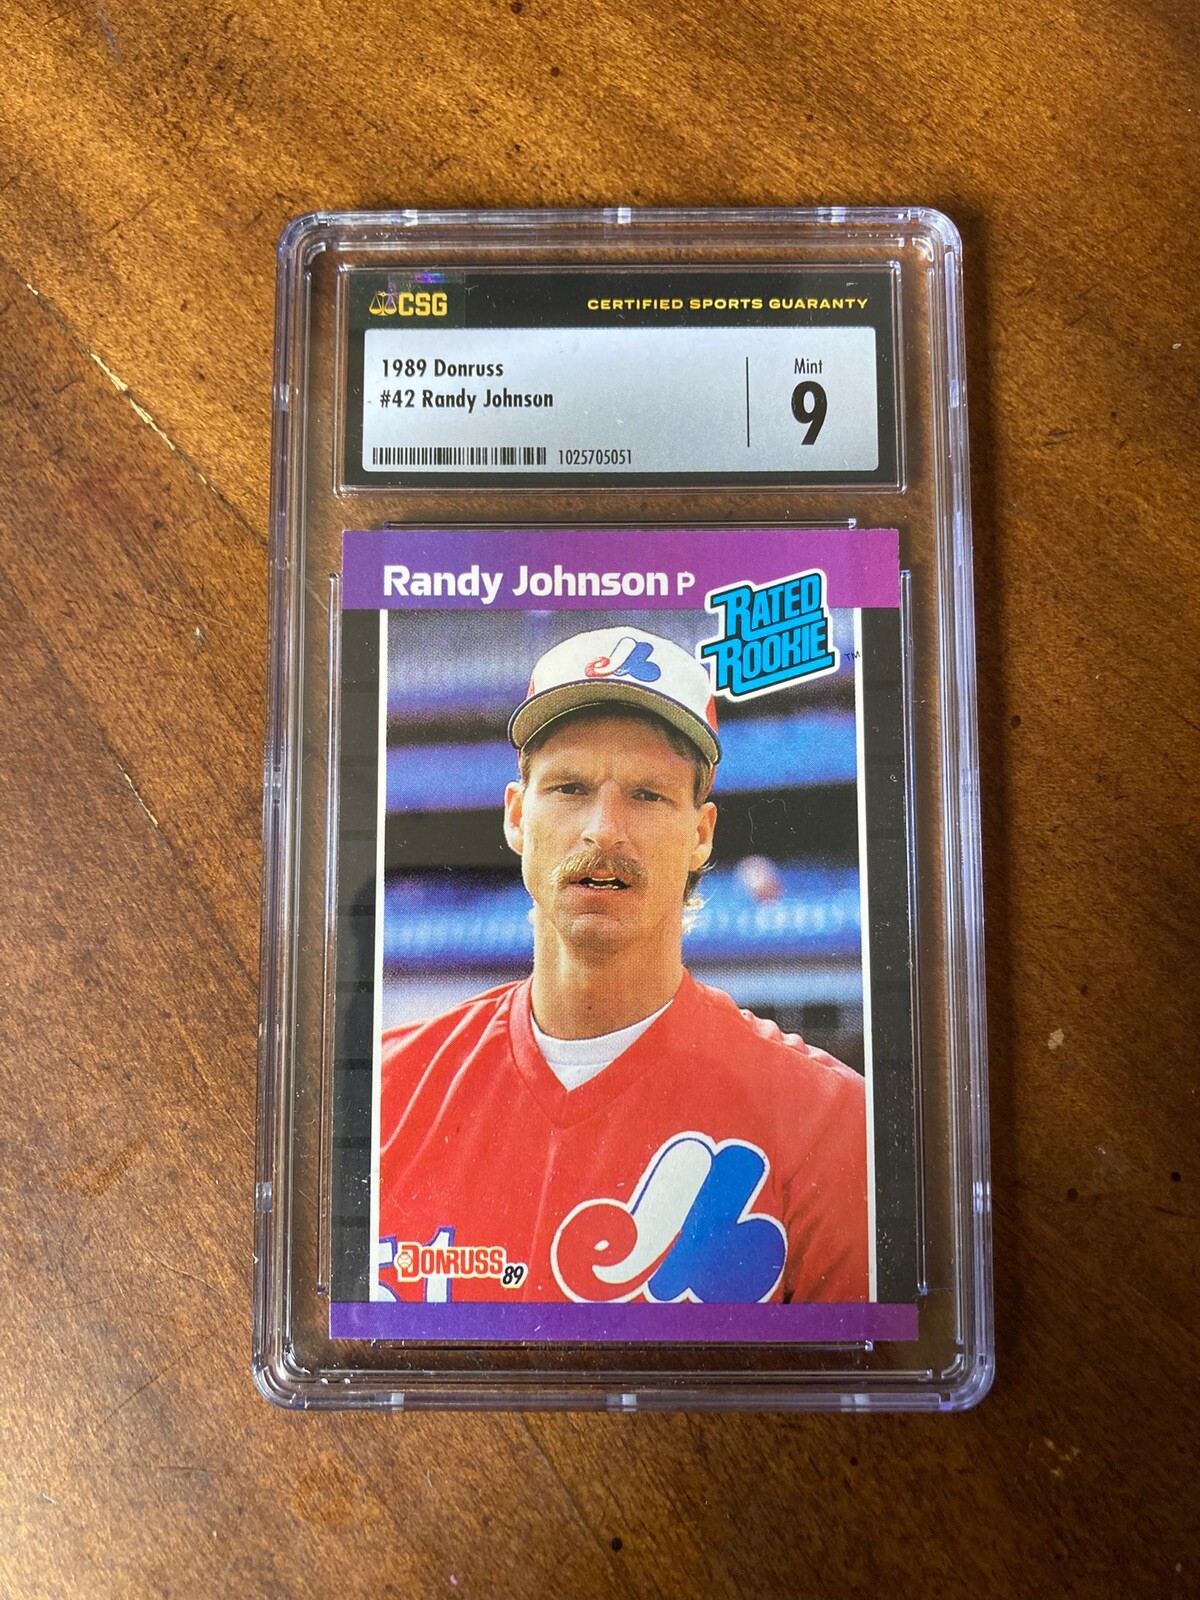 CSG
CERTIFIED SPORTS GUARANTY
1989 Donruss
#42 Randy Johnson
Mint
9
1025705051
Randy Johnson P
RATED
ROOKIE ™
51
DONRUSS 89